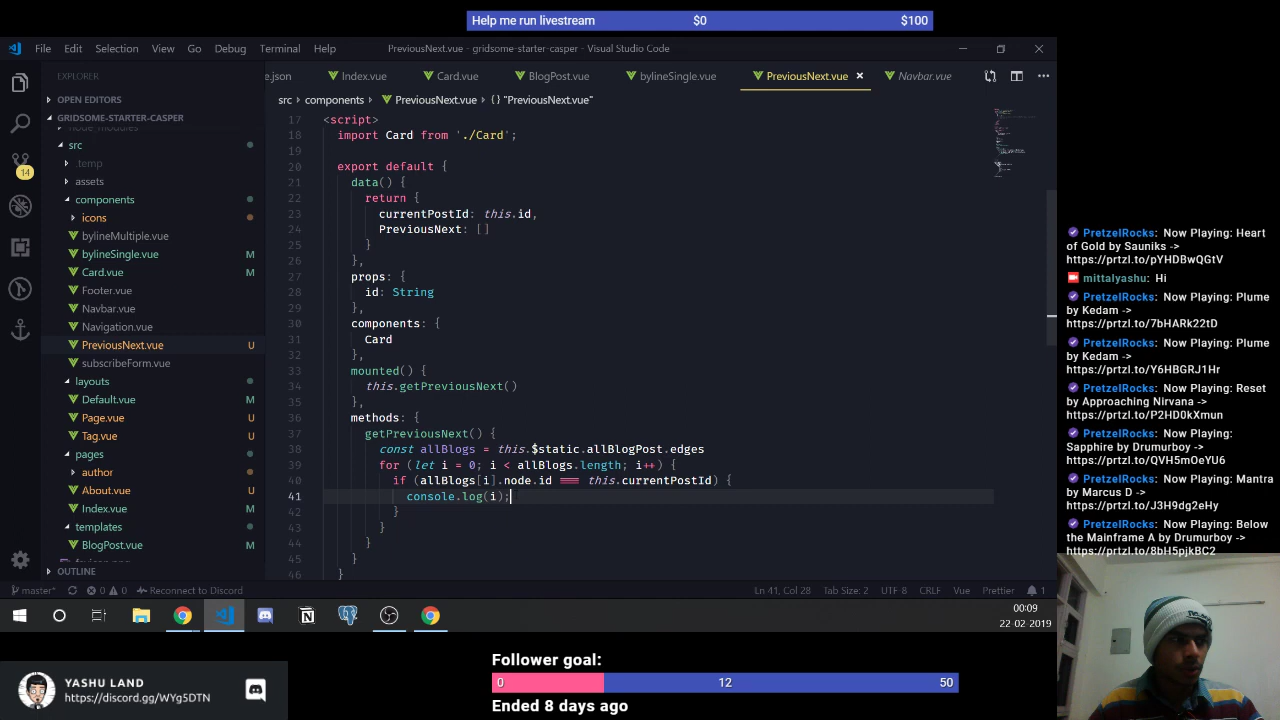 Help me run livestream $0 $100
File Edit Selection View Go Debug Terminal Help PreviousNext.vue - gridsome-starter-casper - Visual Studio Code
EXPLORER
OPEN EDITORS
GRIDSOME-STARTER-CASPER
node_modules
src
.temp
assets
components
icons
bylineMultiple.vue
bylineSingle.vue M
Card.vue M
Footer.vue
Navbar.vue
Navigation.vue
PreviousNext.vue U
subscribeForm.vue
layouts
Default.vue M
Page.vue U
Tag.vue U
pages
author
About.vue U
Index.vue M
templates
BlogPost.vue M
favicon.png
OUTLINE
14
e.json Index.vue Card.vue BlogPost.vue bylineSingle.vue PreviousNext.vue Navbar.vue
src › components › PreviousNext.vue › {} "PreviousNext.vue"
17 <script>
18 import Card from './Card';
19
20 export default {
21 data() {
22 return {
23 currentPostId: this.id,
24 PreviousNext: []
25 }
26 },
27 props: {
28 id: String
29 },
30 components: {
31 Card
32 },
33 mounted() {
34 this.getPreviousNext()
35 },
36 methods: {
37 getPreviousNext() {
38 const allBlogs = this.$static.allBlogPost.edges
39 for (let i = 0; i < allBlogs.length; i++) {
40 if (allBlogs[i].node.id === this.currentPostId) {
41 console.log(i);
42 }
43 }
44 }
45 }
46 }
master* 0 0 Reconnect to Discord Ln 41, Col 28 Tab Size: 2 UTF-8 CRLF Vue Prettier 1
00:09
22-02-2019
PretzelRocks: Now Playing: Heart
of Gold by Sauniks ->
https://prtzl.to/pYHDBwQGtV
mittalyashu: Hi
PretzelRocks: Now Playing: Plume
by Kedam ->
https://prtzl.to/7bHARk22tD
PretzelRocks: Now Playing: Plume
by Kedam ->
https://prtzl.to/Y6HBGRJ1Hr
PretzelRocks: Now Playing: Reset
by Approaching Nirvana ->
https://prtzl.to/P2HD0kXmun
PretzelRocks: Now Playing:
Sapphire by Drumurboy ->
https://prtzl.to/QVH5mOeYU6
PretzelRocks: Now Playing: Mantra
by Marcus D ->
https://prtzl.to/J3H9dg2eHy
PretzelRocks: Now Playing: Below
the Mainframe A by Drumurboy ->
https://prtzl.to/8bH5pjkBC2
YASHU LAND
https://discord.gg/WYg5DTN
Follower goal:
0 12 50
Ended 8 days ago